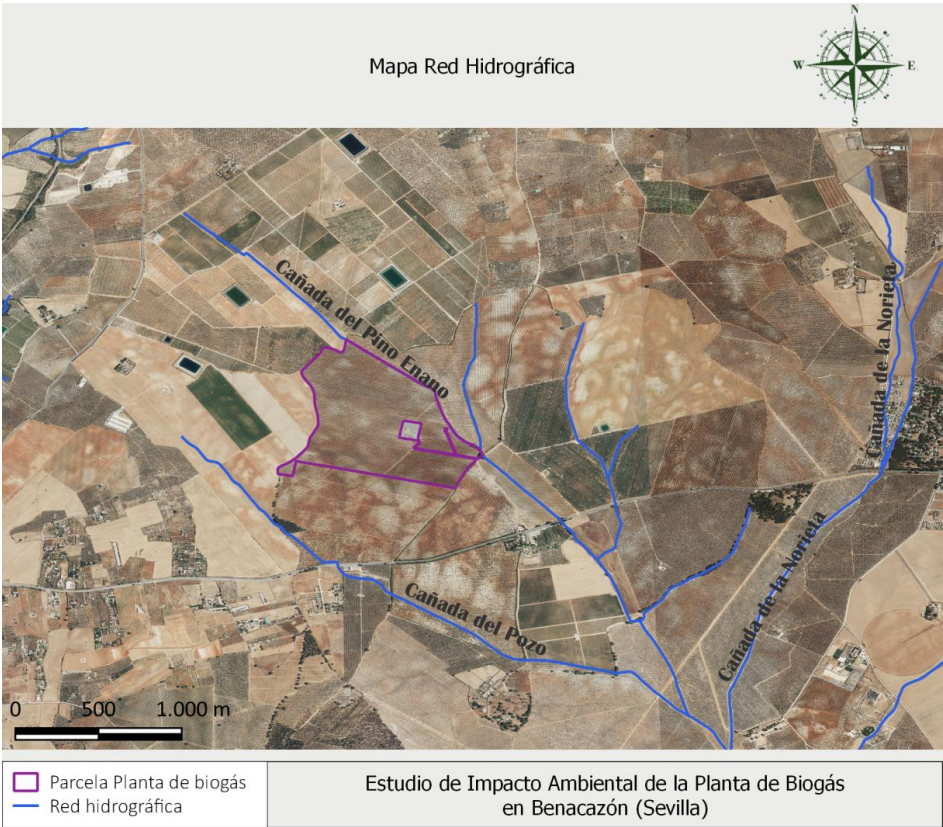 Mapa Red Hidrográfica
N
W
E
S
Cañada del Pino Enano
Cañada de la Norieta
Cañada de la Norieta
Cañada del Pozo
0 500 1.000 m
Parcela Planta de biogás
Red hidrográfica
Estudio de Impacto Ambiental de la Planta de Biogás
en Benacazón (Sevilla)